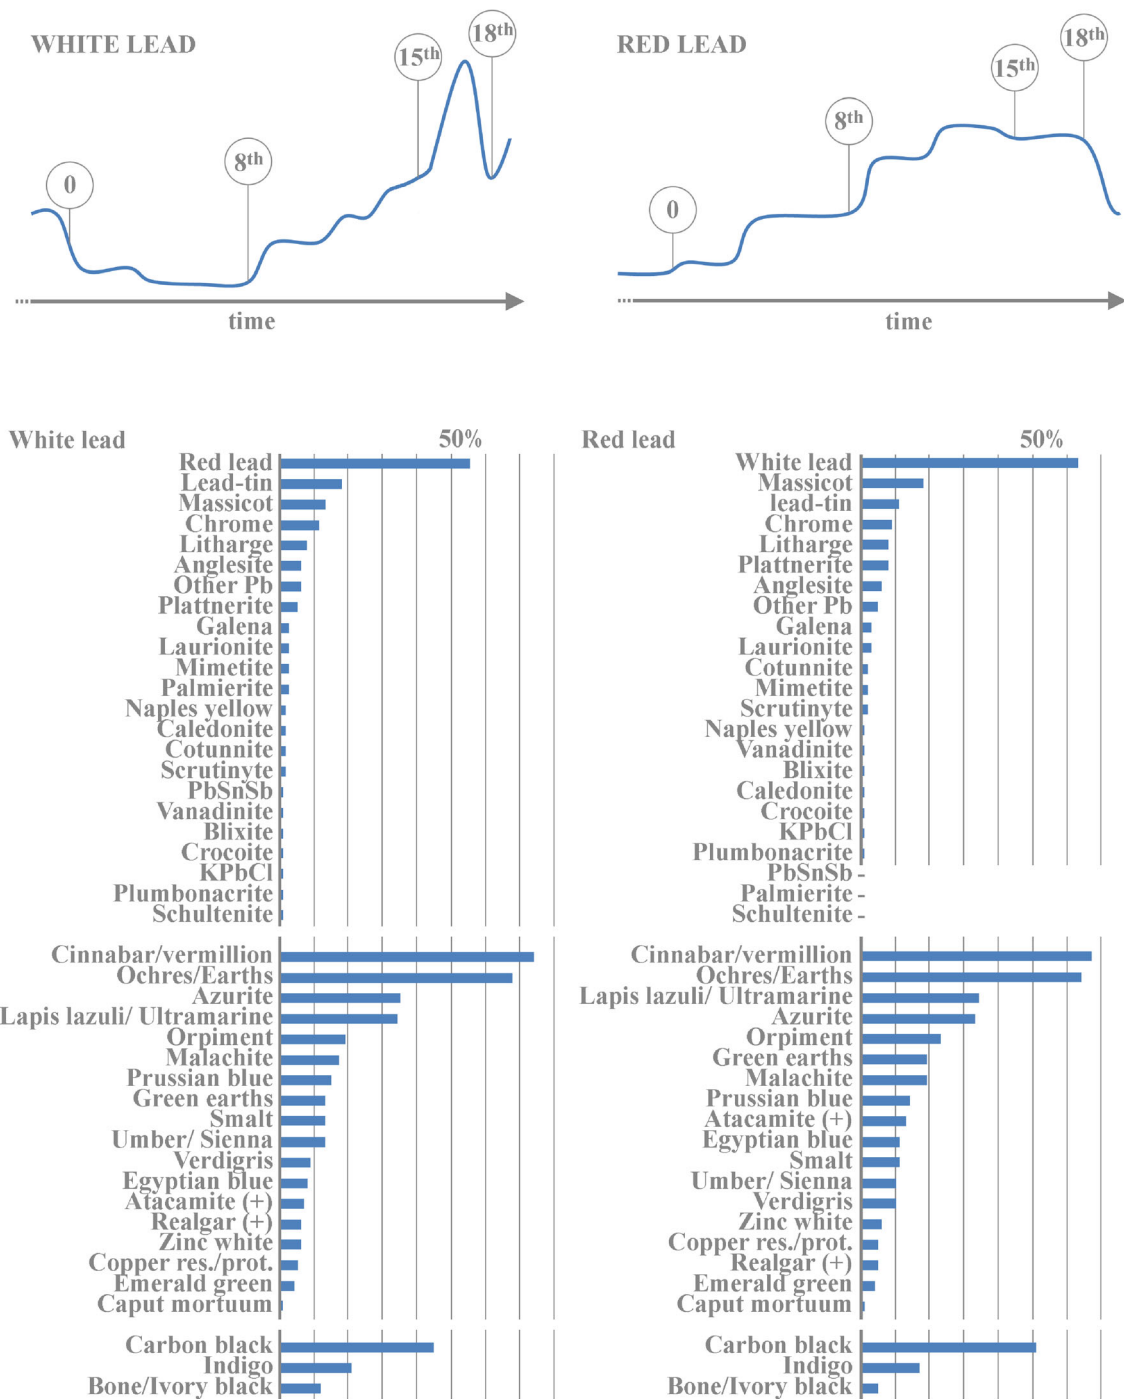 WHITE LEAD
0
8th
15th
18th
time
RED LEAD
0
8th
15th
18th
time
White lead
50%
Red lead
Lead-tin
Massicot
Chrome
Litharge
Anglesite
Other Pb
Plattnerite
Galena
Laurionite
Mimetite
Palmierite
Naples yellow
Caledonite
Cotunnite
Scrutinyte
PbSnSb
Vanadinite
Blixite
Crocoite
KPbCl
Plumbonacrite
Schultenite
Cinnabar/vermillion
Ochres/Earths
Azurite
Lapis lazuli/ Ultramarine
Orpiment
Malachite
Prussian blue
Green earths
Smalt
Umber/ Sienna
Verdigris
Egyptian blue
Atacamite (+)
Realgar (+)
Zinc white
Copper res./prot.
Emerald green
Caput mortuum
Carbon black
Indigo
Bone/Ivory black
Red lead
50%
White lead
Massicot
lead-tin
Chrome
Litharge
Plattnerite
Anglesite
Other Pb
Galena
Laurionite
Cotunnite
Mimetite
Scrutinyte
Naples yellow
Vanadinite
Blixite
Caledonite
Crocoite
KPbCl
Plumbonacrite
PbSnSb -
Palmierite -
Schultenite -
Cinnabar/vermillion
Ochres/Earths
Lapis lazuli/ Ultramarine
Azurite
Orpiment
Green earths
Malachite
Prussian blue
Atacamite (+)
Egyptian blue
Smalt
Umber/ Sienna
Verdigris
Zinc white
Copper res./prot.
Realgar (+)
Emerald green
Caput mortuum
Carbon black
Indigo
Bone/Ivory black